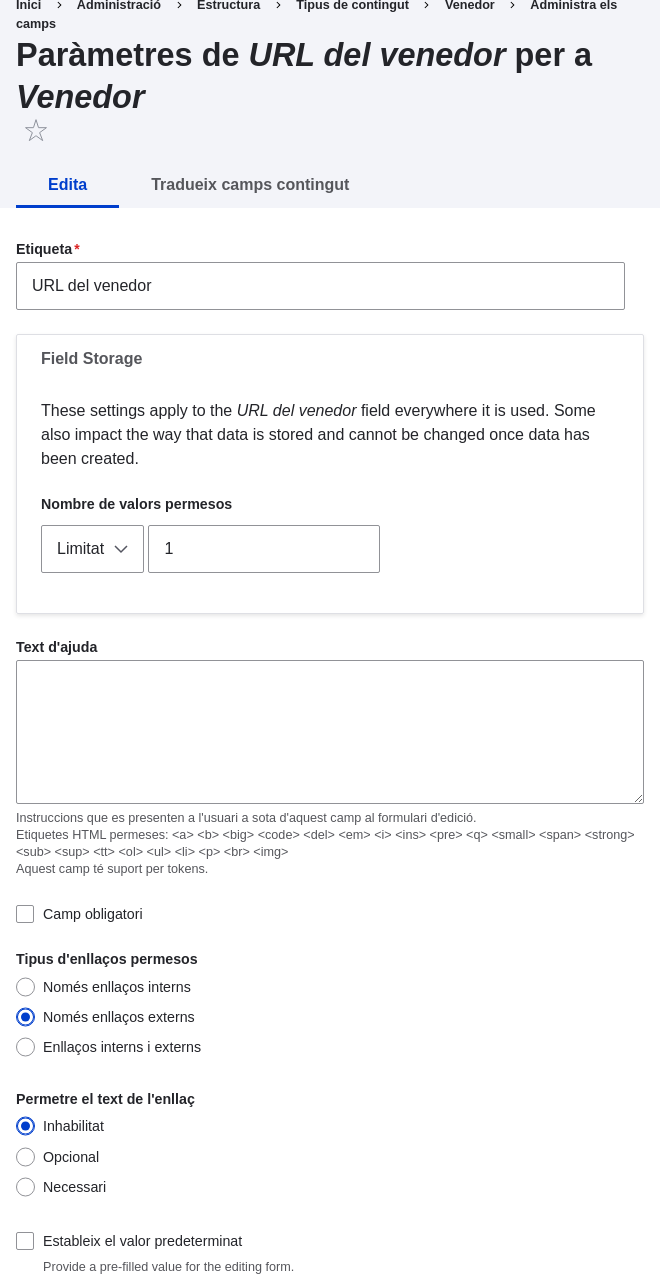 Inici > Administració > Estructura > Tipus de contingut > Venedor > Administra els
camps
Paràmetres de URL del venedor per a
Venedor
Edita Tradueix camps contingut
Etiqueta*
URL del venedor
Field Storage
These settings apply to the URL del venedor field everywhere it is used. Some
also impact the way that data is stored and cannot be changed once data has
been created.
Nombre de valors permesos
Limitat 1
Text d'ajuda
Instruccions que es presenten a l'usuari a sota d'aquest camp al formulari d'edició.
Etiquetes HTML permeses: <a> <b> <big> <code> <del> <em> <i> <ins> <pre> <q> <small> <span> <strong>
<sub> <sup> <tt> <ol> <ul> <li> <p> <br> <img>
Aquest camp té suport per tokens.
Camp obligatori
Tipus d'enllaços permesos
Només enllaços interns
Només enllaços externs
Enllaços interns i externs
Permetre el text de l'enllaç
Inhabilitat
Opcional
Necessari
Estableix el valor predeterminat
Provide a pre-filled value for the editing form.